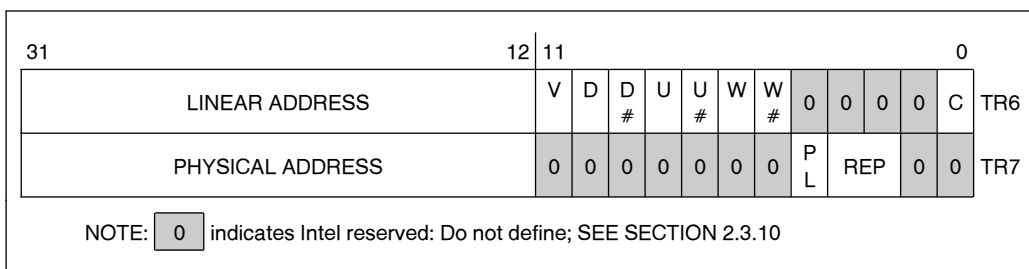 31 12 11 0
LINEAR ADDRESS V D D# U U# W W# 0 0 0 0 C TR6
PHYSICAL ADDRESS 0 0 0 0 0 0 0 PL REP 0 0 TR7
NOTE: 0 indicates Intel reserved: Do not define; SEE SECTION 2.3.10